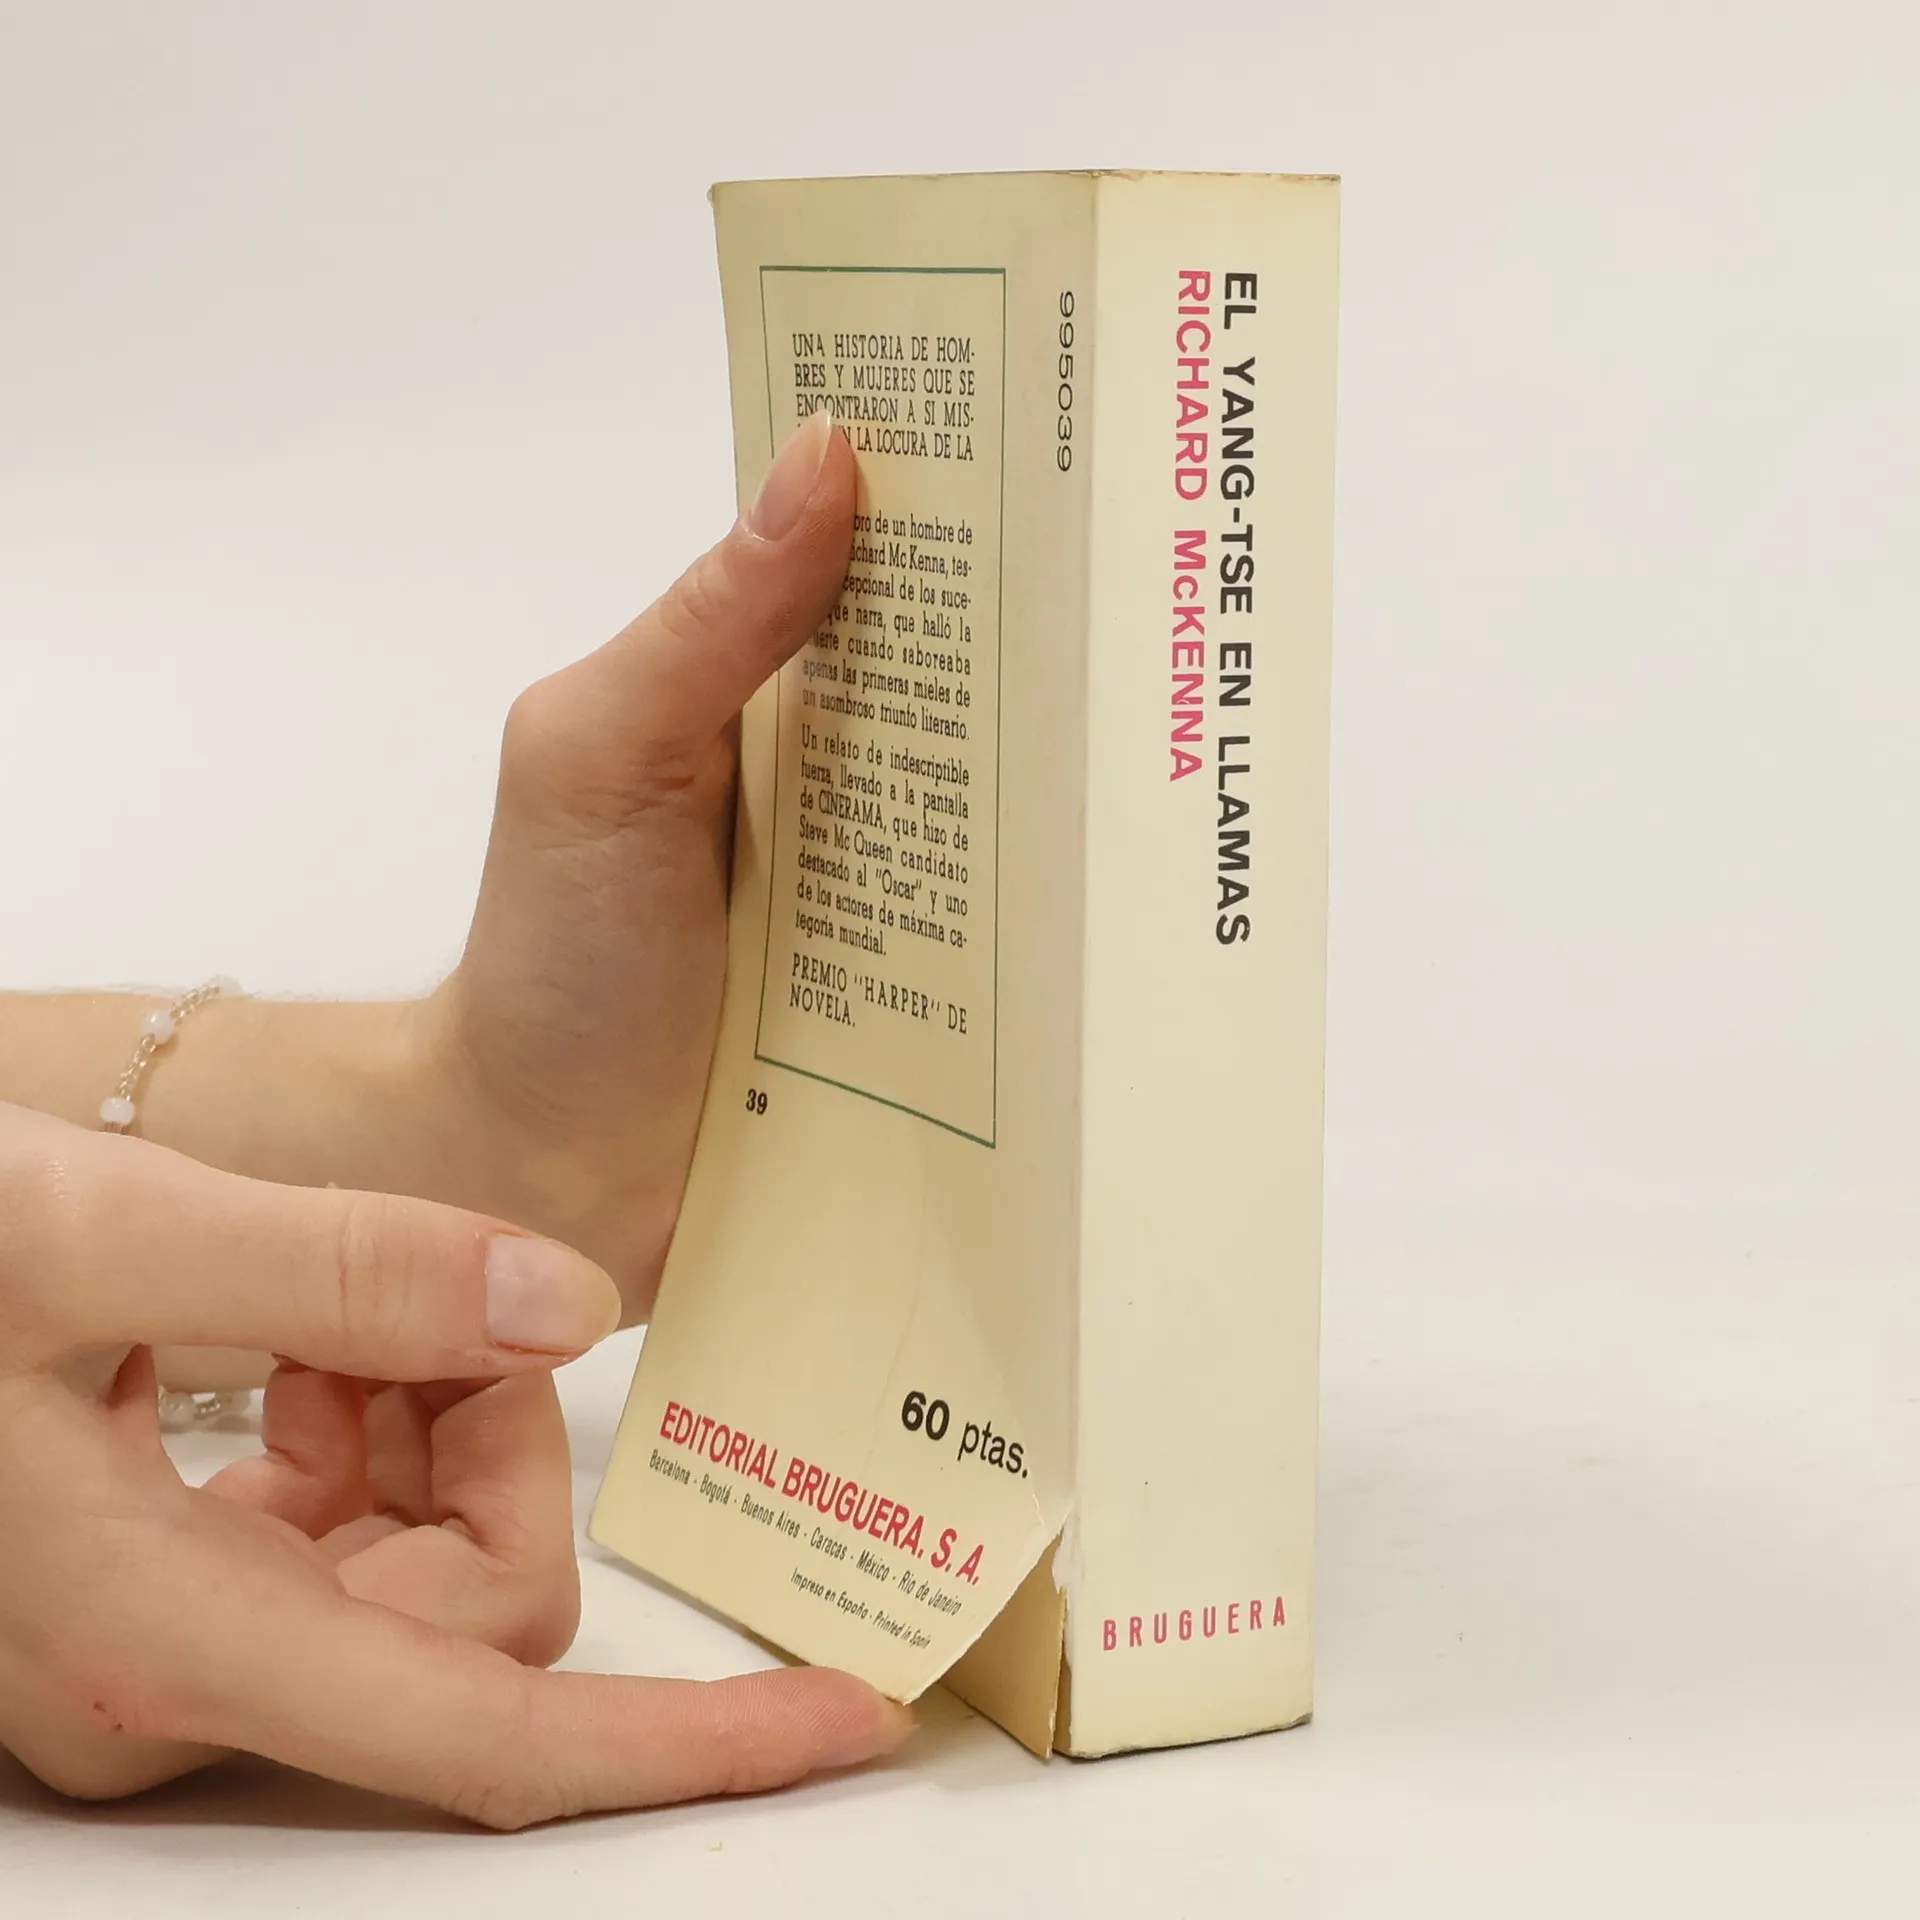 UNA HISTORIA DE HOM-
BRES Y MUJERES QUE SE
ENCONTRARON A SI MIS-
LA LOCURA DE LA
de un hombre de
Mc Kenna, tes-
de los suce-
que narra, que halló la
cuando saboreaba
apenas las primeras mieles de
un asombroso triunfo literario.
Un relato de indescriptible
fuerza, llevado a la pantalla
de CINERAMA, que hizo de
Steve Mc Queen candidato
destacado al "Oscar" y uno
de los actores de máxima ca-
tegoría mundial.
PREMIO "HARPER" DE
NOVELA.
39
60 ptas.
EDITORIAL BRUGUERA. S. A.
Barcelona - Bogotá - Buenos Aires - Caracas - México - Rio de Janeiro
Impreso en España - Printed in Spain
995039
EL YANG-TSE EN LLAMAS
RICHARD McKENNA
BRUGUERA